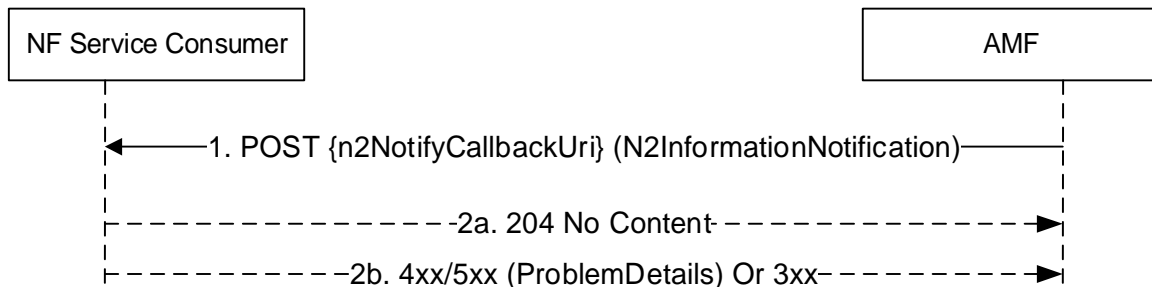 NF Service Consumer
AMF
1. POST {n2NotifyCallbackUri} (N2InformationNotification)
2a. 204 No Content
2b. 4xx/5xx (ProblemDetails) Or 3xx